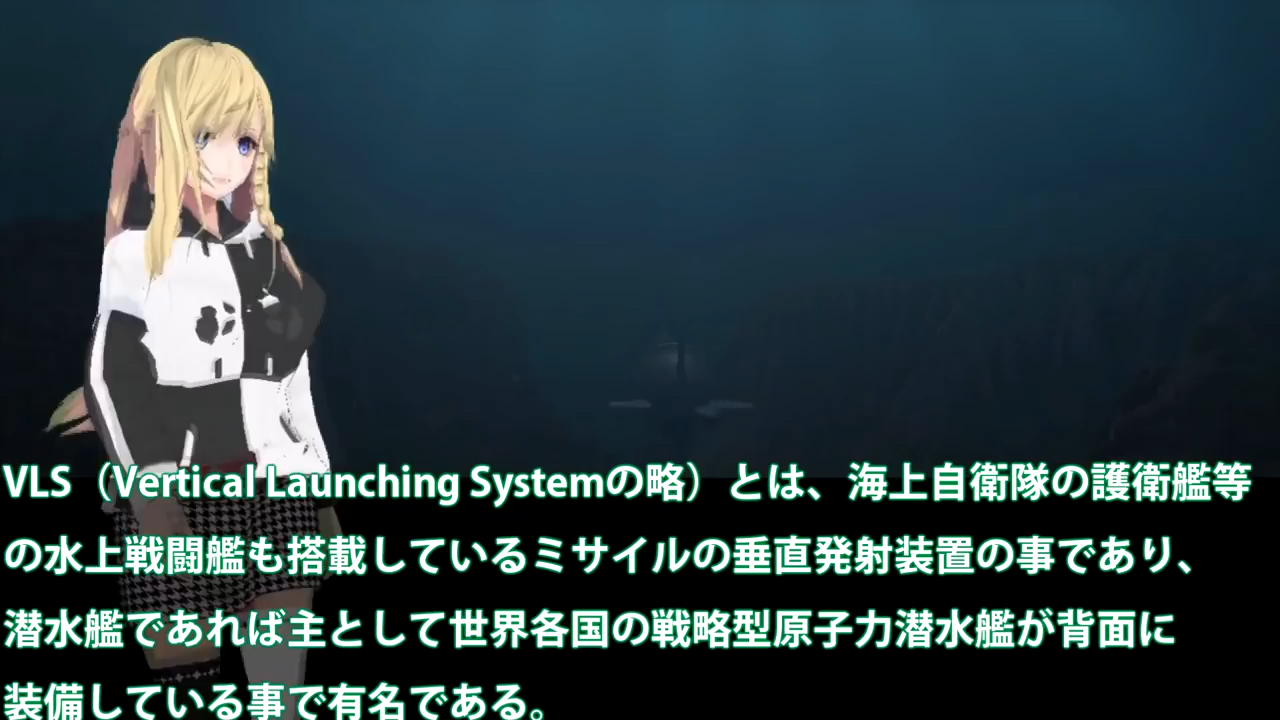 VLS（Vertical Launching Systemの略）とは、海上自衛隊の護衛艦等
の水上戦闘艦も搭載しているミサイルの垂直発射装置の事であり、
潜水艦であれば主として世界各国の戦略型原子力潜水艦が背面に
装備している事で有名である。